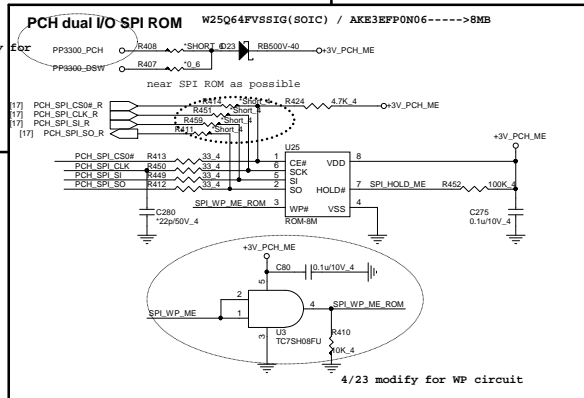 PCH dual I/O SPI ROM
W25Q64FVSSIG(SOIC) / AKE3EFP0N06----->8MB
y for
PP3300_PCH R408 *SHORT_6 D23 RB500V-40 +3V_PCH_ME
PP3300_DSW R407 *0_6
near SPI ROM as possible
[17] PCH_SPI_CS0#_R R414 *Short_4 R424 4.7K_4 +3V_PCH_ME
[17] PCH_SPI_CLK_R R451 *Short_4
[17] PCH_SPI_SI_R R459 *Short_4
[17] PCH_SPI_SO_R R411 *Short_4
+3V_PCH_ME
U25
PCH_SPI_CS0# R413 33_4 1 CE# VDD 8
PCH_SPI_CLK R450 33_4 6 SCK
PCH_SPI_SI R449 33_4 5 SI
PCH_SPI_SO R412 33_4 2 SO HOLD# 7 SPI_HOLD_ME R452 100K_4
SPI_WP_ME_ROM 3 WP# VSS 4
ROM-8M
C280
*22p/50V_4
C275
0.1u/10V_4
+3V_PCH_ME
C80 0.1u/10V_4
5
2
4 SPI_WP_ME_ROM
SPI_WP_ME 1
3
U3
TC7SH08FU
R410
10K_4
4/23 modify for WP circuit